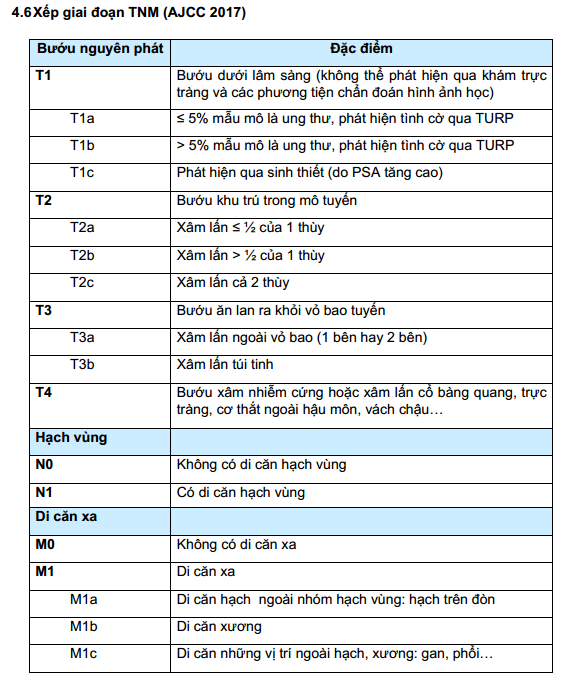 4.6 Xếp giai đoạn TNM (AJCC 2017)
Bướu nguyên phát Đặc điểm
T1 Bướu dưới lâm sàng (không thể phát hiện qua khám trực
tràng và các phương tiện chẩn đoán hình ảnh học)
T1a ≤ 5% mẫu mô là ung thư, phát hiện tình cờ qua TURP
T1b > 5% mẫu mô là ung thư, phát hiện tình cờ qua TURP
T1c Phát hiện qua sinh thiết (do PSA tăng cao)
T2 Bướu khu trú trong mô tuyến
T2a Xâm lấn ≤ ½ của 1 thùy
T2b Xâm lấn > ½ của 1 thùy
T2c Xâm lấn cả 2 thùy
T3 Bướu ăn lan ra khỏi vỏ bao tuyến
T3a Xâm lấn ngoài vỏ bao (1 bên hay 2 bên)
T3b Xâm lấn túi tinh
T4 Bướu xâm nhiễm cứng hoặc xâm lấn cổ bàng quang, trực
tràng, cơ thắt ngoài hậu môn, vách chậu…
Hạch vùng
N0 Không có di căn hạch vùng
N1 Có di căn hạch vùng
Di căn xa
M0 Không có di căn xa
M1 Di căn xa
M1a Di căn hạch ngoài nhóm hạch vùng: hạch trên đòn
M1b Di căn xương
M1c Di căn những vị trí ngoài hạch, xương: gan, phổi…